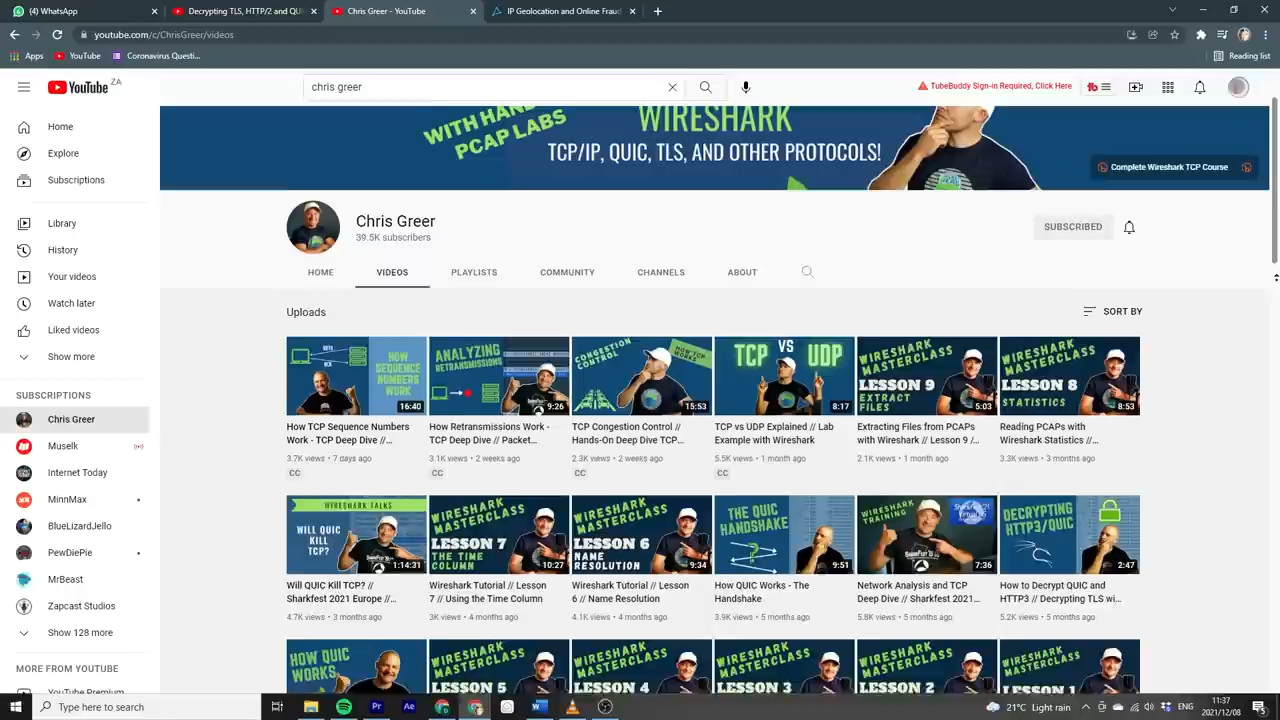 (4) WhatsApp
Decrypting TLS, HTTP/2 and QU
Chris Greer - YouTube
IP Geolocation and Online Fraud
youtube.com/c/ChrisGreer/videos
Apps
YouTube
Coronavirus Questi...
Reading list
YouTube ZA
chris greer
TubeBuddy Sign-in Required, Click Here
tb
Home
Explore
Subscriptions
Library
History
Your videos
Watch later
Liked videos
Show more
SUBSCRIPTIONS
Chris Greer
Muselk
Internet Today
MinnMax
BlueLizardJello
PewDiePie
MrBeast
Zapcast Studios
Show 128 more
MORE FROM YOUTUBE
YouTube Premium
WITH HAND
PCAP LABS
WIRESHARK
TCP/IP, QUIC, TLS, AND OTHER PROTOCOLS!
Complete Wireshark TCP Course
Chris Greer
39.5K subscribers
SUBSCRIBED
HOME
VIDEOS
PLAYLISTS
COMMUNITY
CHANNELS
ABOUT
Uploads
SORT BY
HOW
SEQUENCE
NUMBERS
WORK
16:40
ANALYZING
RETRANSMISSIONS
9:26
CONGESTION
CONTROL
15:53
TCP VS UDP
8:17
WIRESHARK
MASTERCLASS
LESSON 9
EXTRACT
FILES
5:03
WIRESHARK
MASTERCLASS
LESSON 8
STATISTICS
8:53
How TCP Sequence Numbers
Work - TCP Deep Dive //...
3.7K views • 7 days ago
CC
How Retransmissions Work -
TCP Deep Dive // Packet...
3.1K views • 2 weeks ago
CC
TCP Congestion Control //
Hands-On Deep Dive TCP...
2.3K views • 2 weeks ago
CC
TCP vs UDP Explained // Lab
Example with Wireshark
5.5K views • 1 month ago
CC
Extracting Files from PCAPs
with Wireshark // Lesson 9 /...
2.1K views • 1 month ago
Reading PCAPs with
Wireshark Statistics //...
3.3K views • 3 months ago
WIRESHARK TALKS
WILL QUIC
KILL
TCP?
1:14:31
WIRESHARK
MASTERCLASS
LESSON 7
THE TIME
COLUMN
10:27
WIRESHARK
MASTERCLASS
LESSON 6
NAME
RESOLUTION
9:34
THE QUIC
HANDSHAKE
9:51
WIRESHARK
TRAINING
7:36
DECRYPTING
HTTP3/QUIC
2:47
Will QUIC Kill TCP? //
Sharkfest 2021 Europe //...
4.7K views • 3 months ago
Wireshark Tutorial // Lesson
7 // Using the Time Column
3K views • 4 months ago
Wireshark Tutorial // Lesson
6 // Name Resolution
4.1K views • 4 months ago
How QUIC Works - The
Handshake
3.9K views • 5 months ago
Network Analysis and TCP
Deep Dive // Sharkfest 2021...
5.8K views • 5 months ago
How to Decrypt QUIC and
HTTP3 // Decrypting TLS wi...
5.2K views • 5 months ago
HOW QUIC
WORKS
WIRESHARK
MASTERCLASS
LESSON 5
WIRESHARK
MASTERCLASS
LESSON 4
WIRESHARK
MASTERCLASS
LESSON 3
WIRESHARK
MASTERCLASS
LESSON 2
WIRESHARK
MASTERCLASS
LESSON 1
Type here to search
Pr
Ae
21°C Light rain
ENG
11:37
2021/12/08